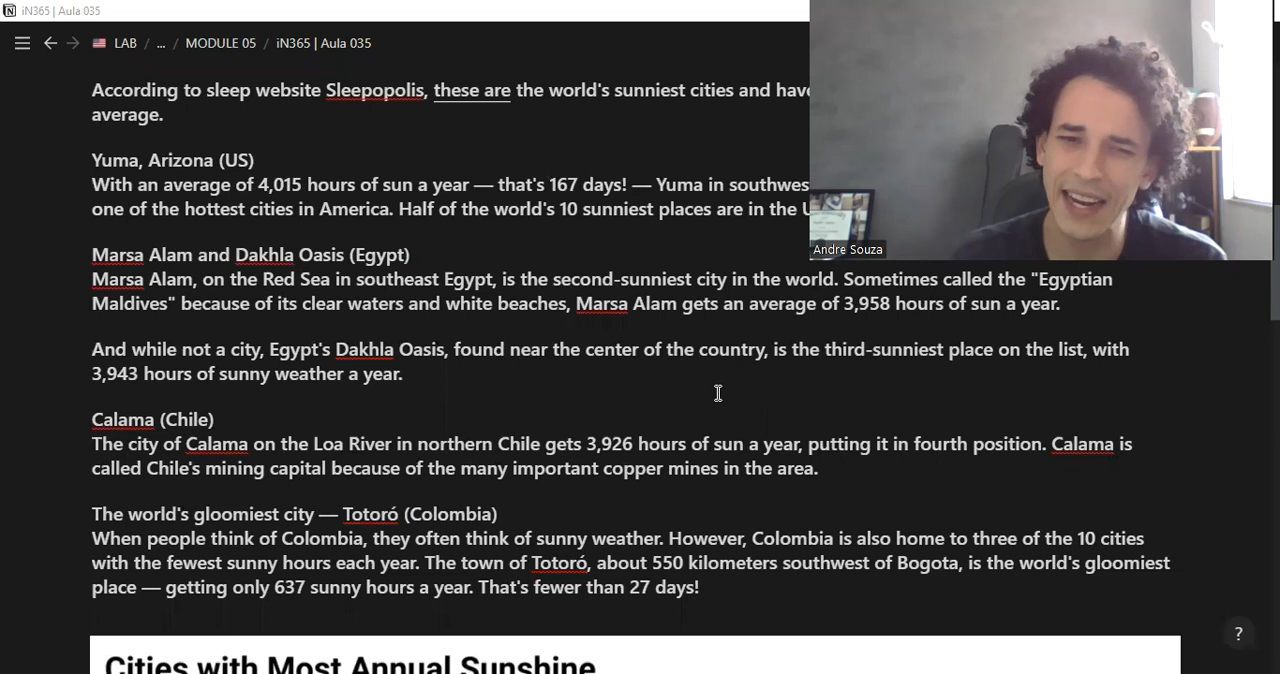 iN365 | Aula 035
LAB / ... / MODULE 05 / iN365 | Aula 035
According to sleep website Sleepopolis, these are the world's sunniest cities and have
average.
Yuma, Arizona (US)
With an average of 4,015 hours of sun a year — that's 167 days! — Yuma in
one of the hottest cities in America. Half of the world's 10 sunniest places are in the
Andre Souza
Marsa Alam and Dakhla Oasis (Egypt)
Marsa Alam, on the Red Sea in southeast Egypt, is the second-sunniest city in the world. Sometimes called the "Egyptian
Maldives" because of its clear waters and white beaches, Marsa Alam gets an average of 3,958 hours of sun a year.
And while not a city, Egypt's Dakhla Oasis, found near the center of the country, is the third-sunniest place on the list, with
3,943 hours of sunny weather a year.
Calama (Chile)
The city of Calama on the Loa River in northern Chile gets 3,926 hours of sun a year, putting it in fourth position. Calama is
called Chile's mining capital because of the many important copper mines in the area.
The world's gloomiest city — Totoró (Colombia)
When people think of Colombia, they often think of sunny weather. However, Colombia is also home to three of the 10 cities
with the fewest sunny hours each year. The town of Totoró, about 550 kilometers southwest of Bogota, is the world's gloomiest
place — getting only 637 sunny hours a year. That's fewer than 27 days!
?
Cities with Most Annual Sunshine